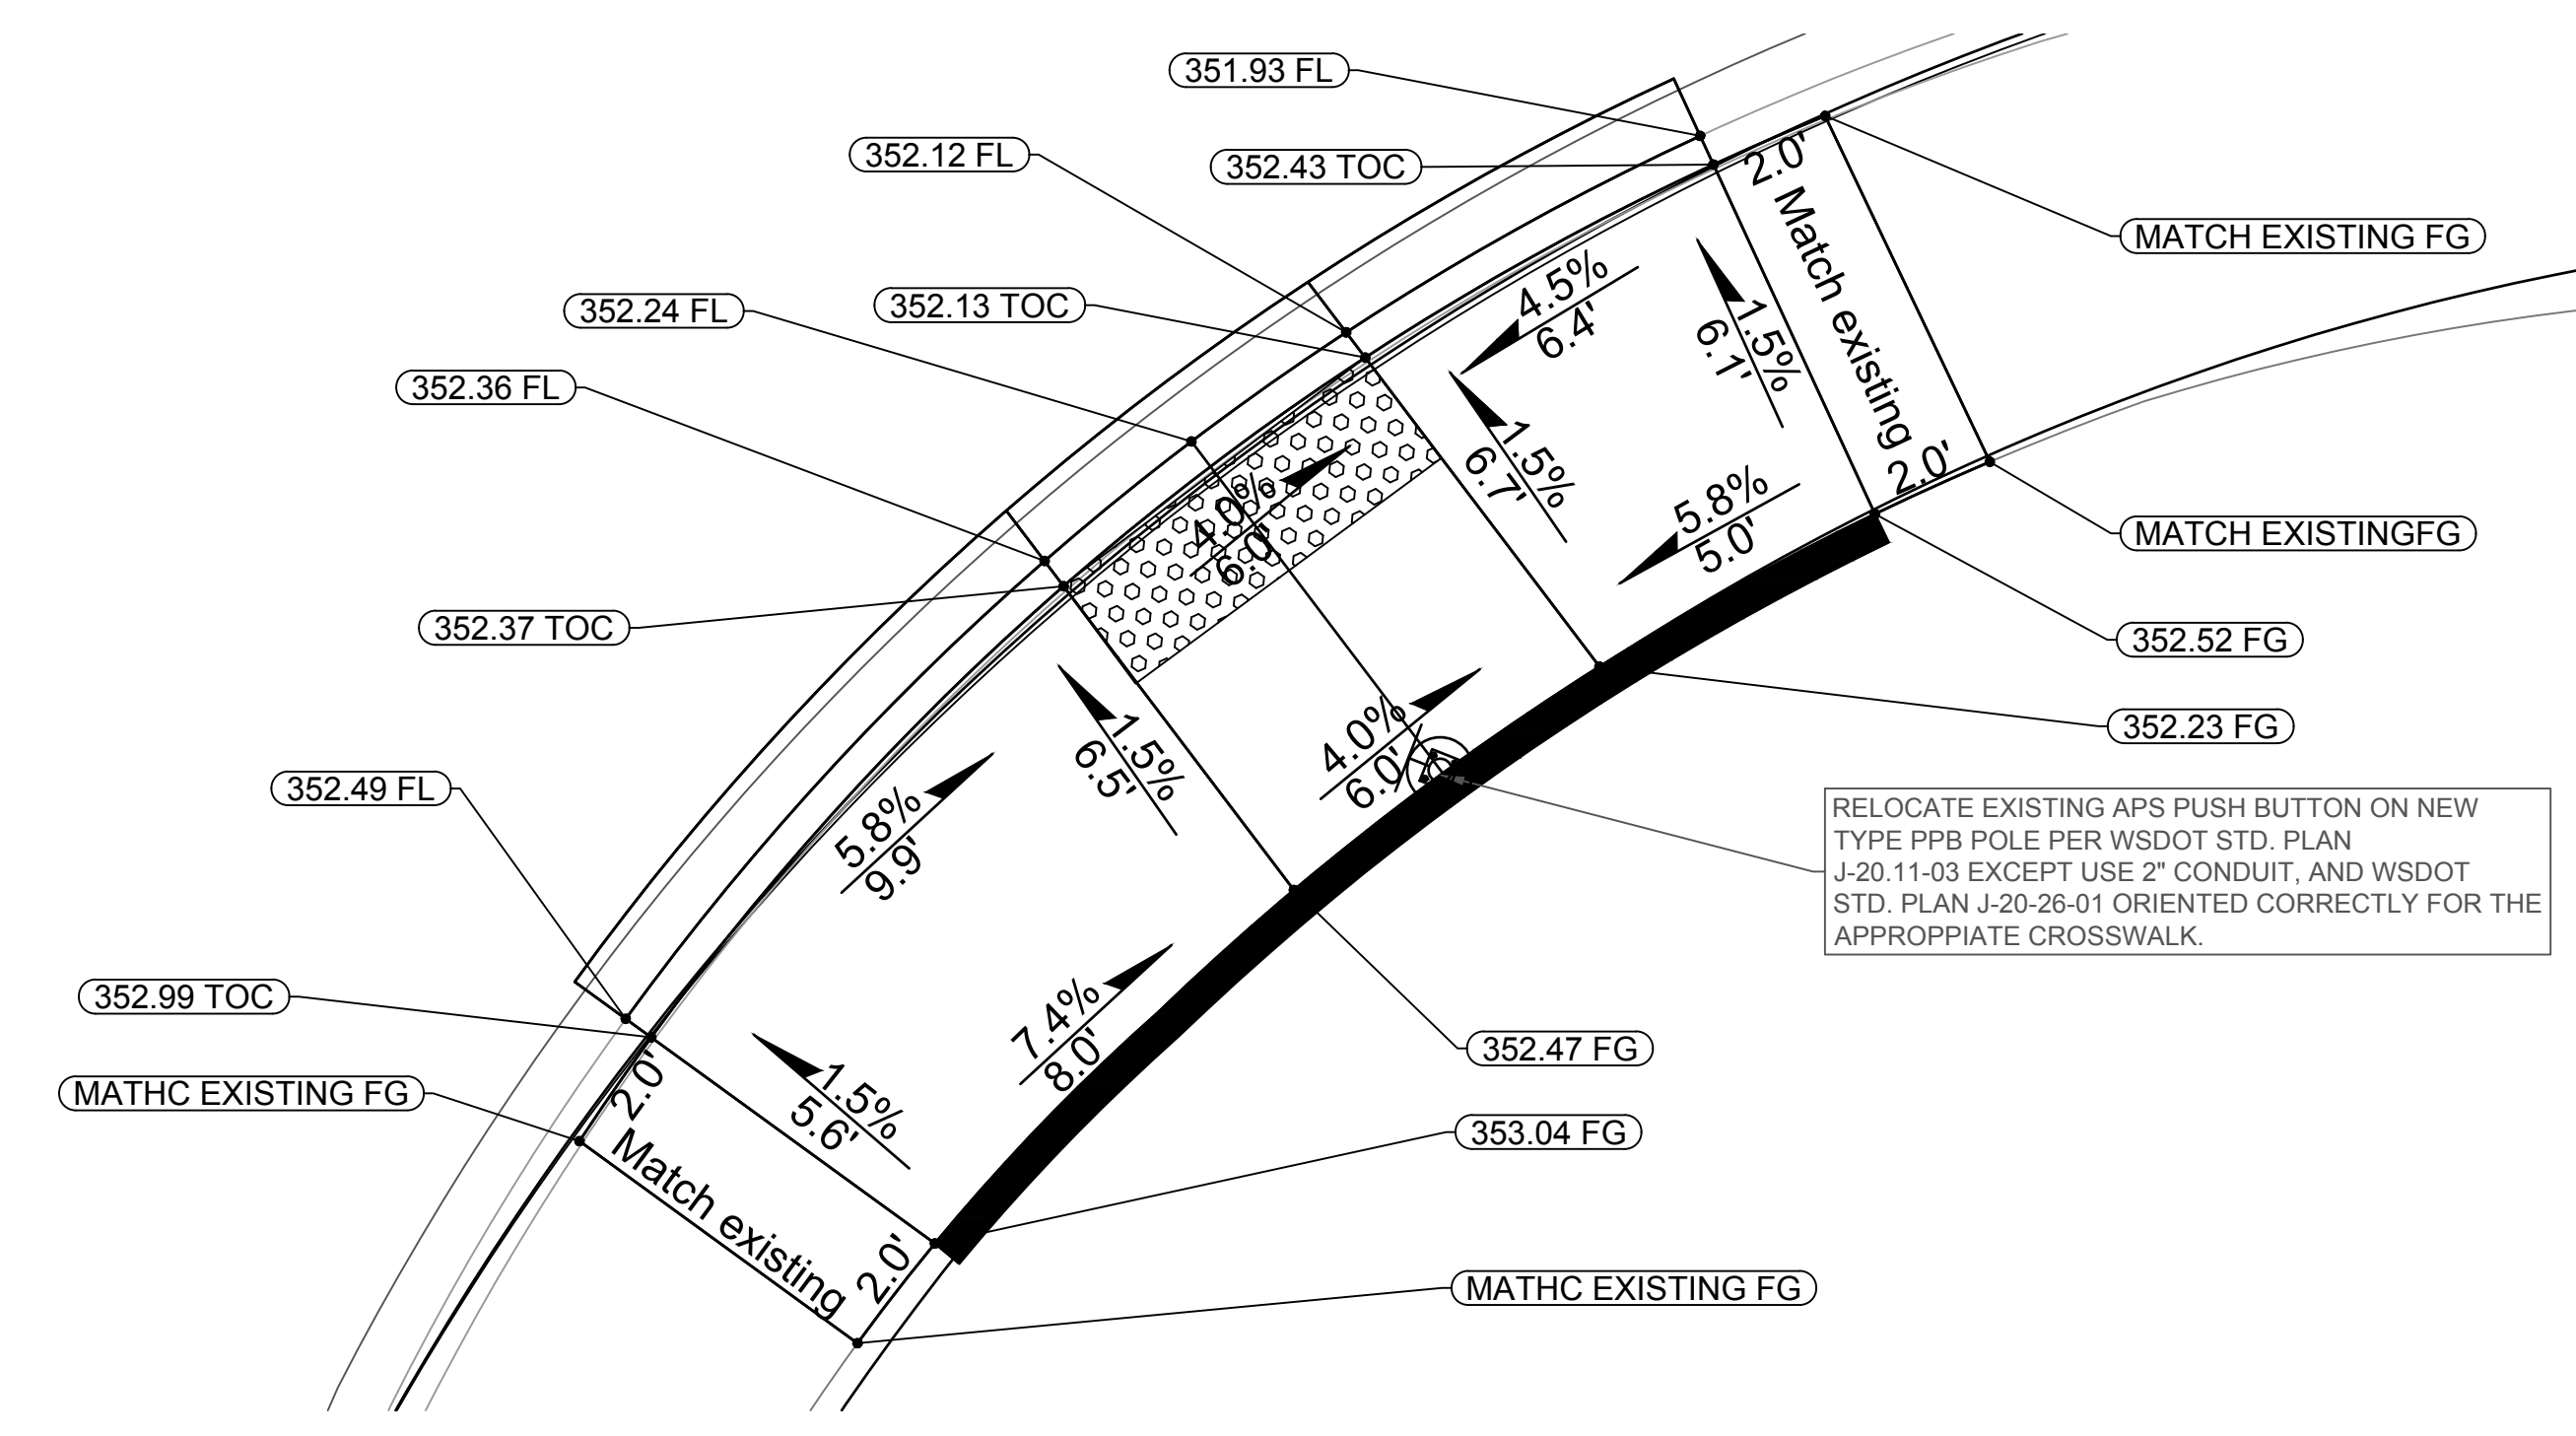 351.93 FL
352.12 FL
352.43 TOC
2.0'
MATCH EXISTING FG
Match existing
4.5%
6.4'
352.13 TOC
352.24 FL
1.5%
6.1'
352.36 FL
1.5%
6.7'
2.0'
5.8%
5.0'
MATCH EXISTINGFG
4.0%
6.0'
352.37 TOC
352.52 FG
352.23 FG
1.5%
6.5'
4.0%
6.0'
352.49 FL
5.8%
9.9'
RELOCATE EXISTING APS PUSH BUTTON ON NEW
TYPE PPB POLE PER WSDOT STD. PLAN
J-20.11-03 EXCEPT USE 2" CONDUIT, AND WSDOT
STD. PLAN J-20-26-01 ORIENTED CORRECTLY FOR THE
APPROPPIATE CROSSWALK.
352.99 TOC
7.4%
8.0'
352.47 FG
MATHC EXISTING FG
2.0'
1.5%
5.6'
353.04 FG
Match existing
2.0'
MATHC EXISTING FG